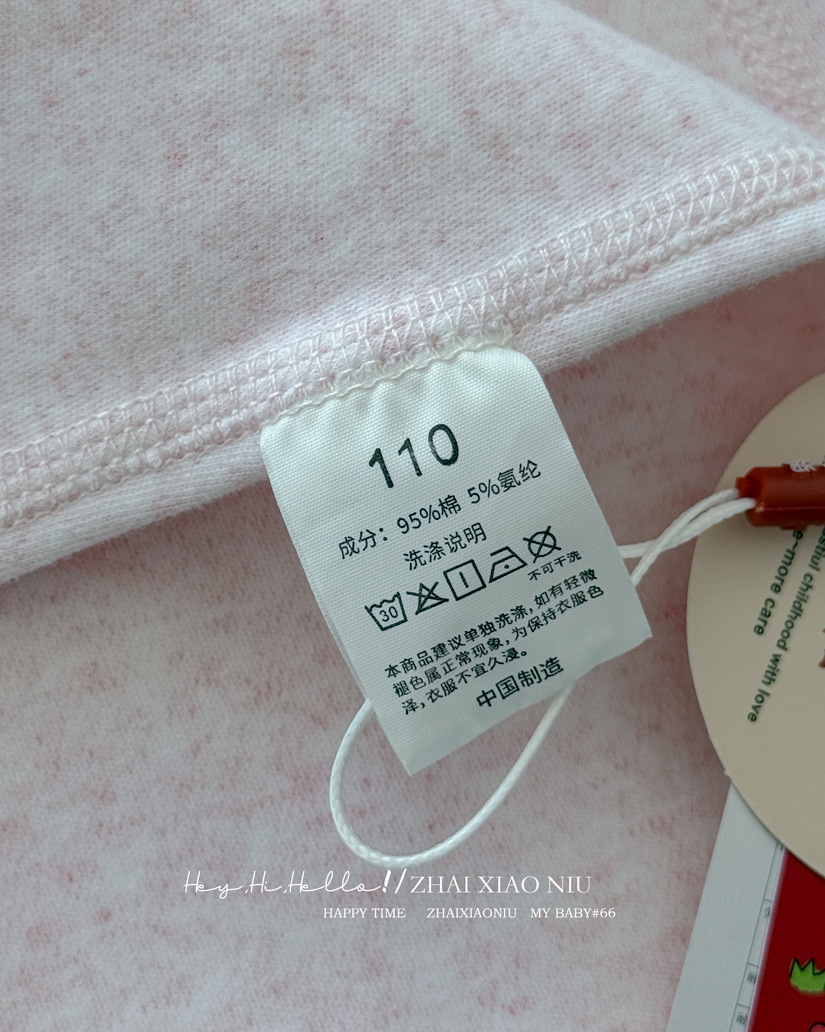 110
成分：95%棉 5%氨纶
洗涤说明
30
不可干洗
本商品建议单独洗涤，如有轻微
褪色属正常现象，为保持衣服色
泽，衣服不宜久浸。
中国制造
childhood with love
e-more care
Hey,Hi,Hello!//ZHAI XIAO NIU
HAPPY TIME ZHAIXIAONIU MY BABY#66